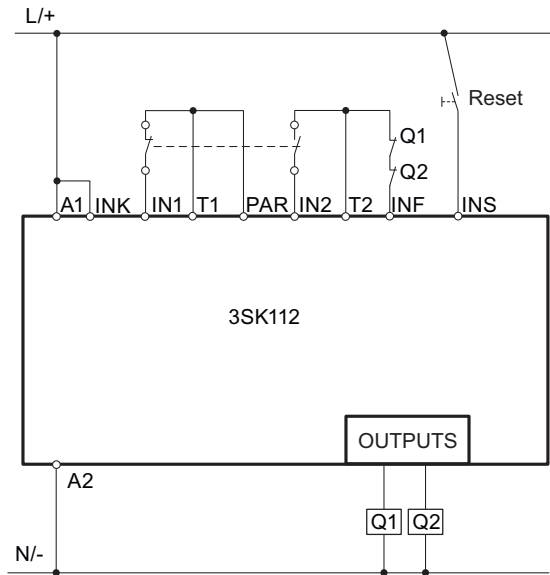 L/+
Reset
Q1
Q2
A1 INK IN1 T1 PAR IN2 T2 INF INS
3SK112
OUTPUTS
A2
Q1 Q2
N/-